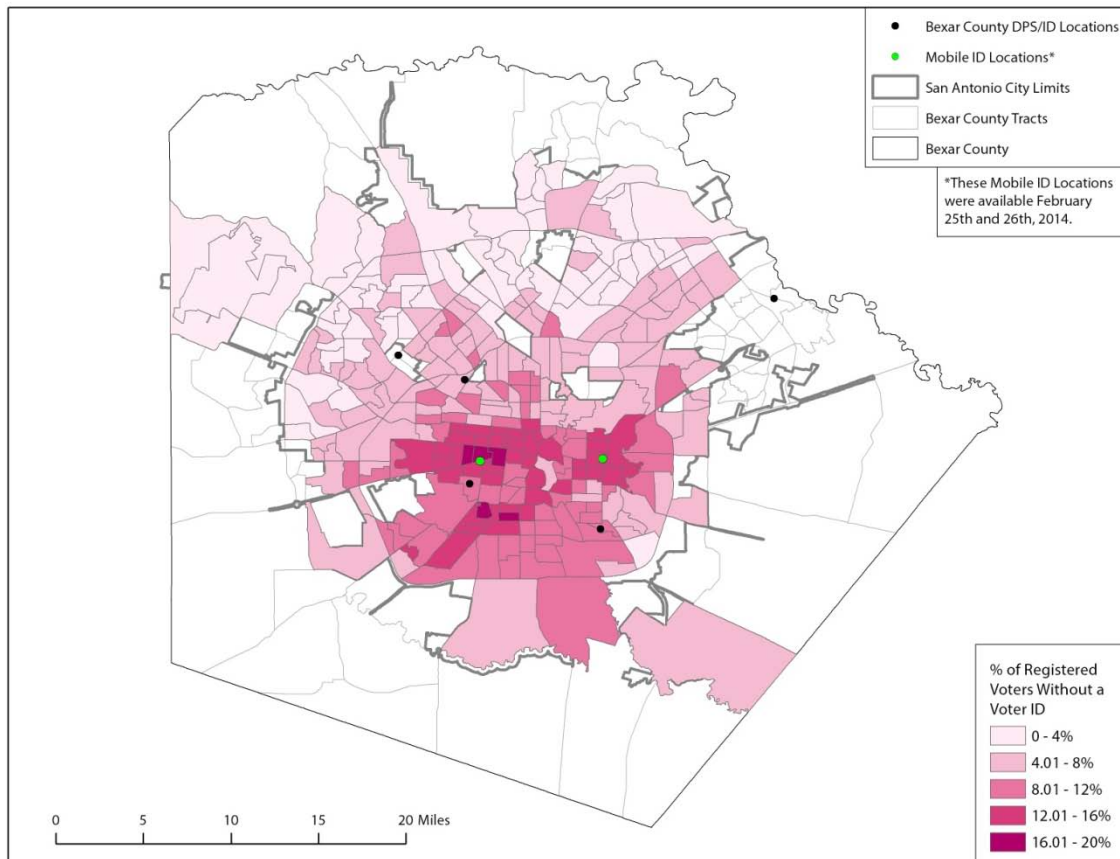 Bexar County DPS/ID Locations
Mobile ID Locations*
San Antonio City Limits
Bexar County Tracts
Bexar County
*These Mobile ID Locations
were available February
25th and 26th, 2014.
% of Registered
Voters Without a
Voter ID
0 - 4%
4.01 - 8%
8.01 - 12%
12.01 - 16%
16.01 - 20%
0 5 10 20 Miles